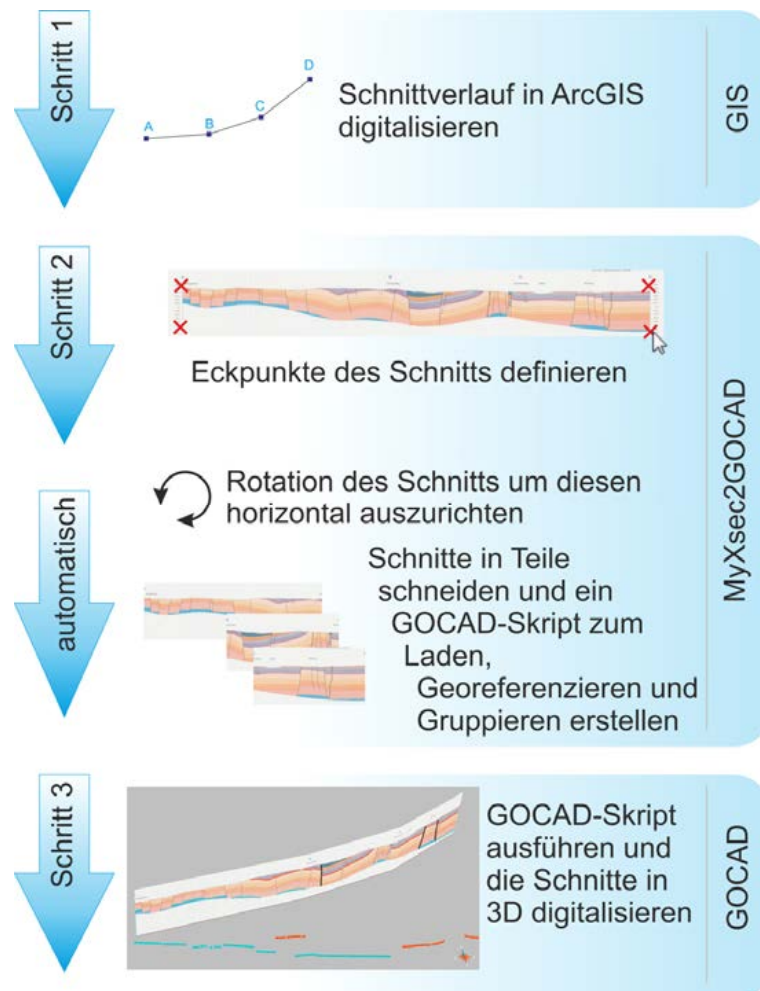 Schritt 1
A
B
C
D
Schnittverlauf in ArcGIS
digitalisieren
GIS
Schritt 2
Eckpunkte des Schnitts definieren
automatisch
Rotation des Schnitts um diesen
horizontal auszurichten
Schnitte in Teile
schneiden und ein
GOCAD-Skript zum
Laden,
Georeferenzieren und
Gruppieren erstellen
MyXsec2GOCAD
Schritt 3
GOCAD-Skript
ausführen und
die Schnitte in
3D digitalisieren
GOCAD